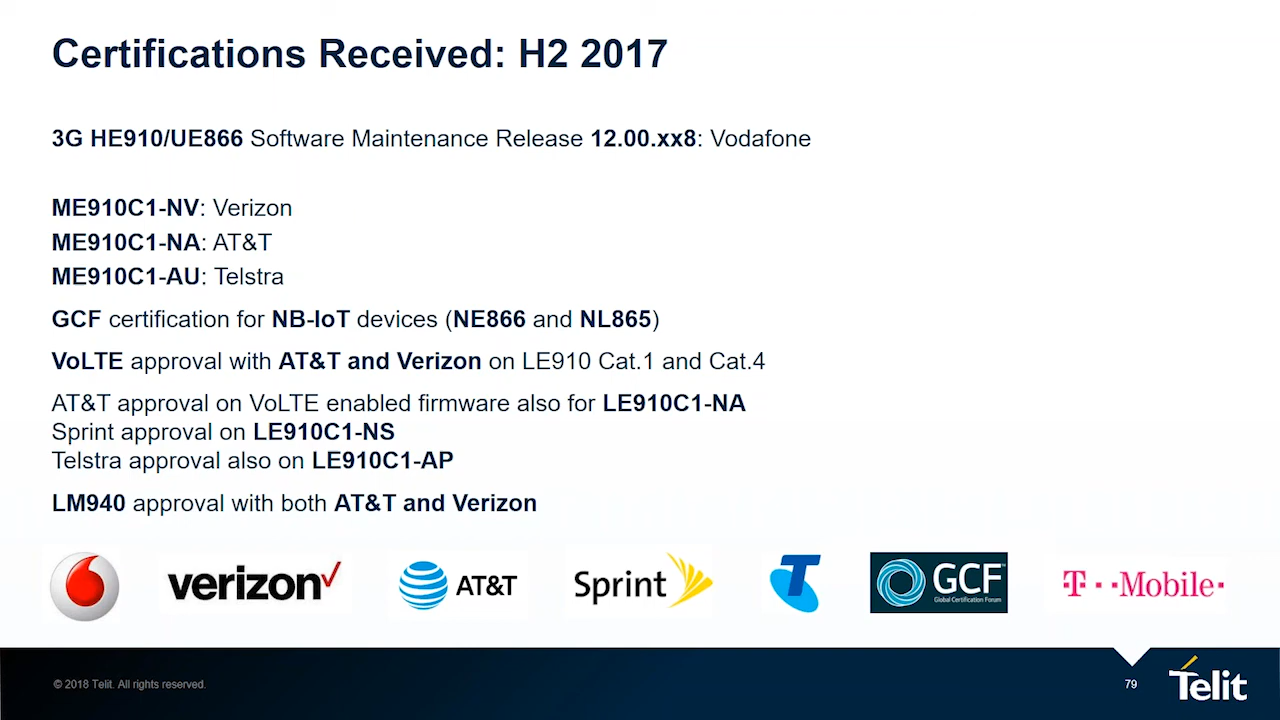 Certifications Received: H2 2017
3G HE910/UE866 Software Maintenance Release 12.00.xx8: Vodafone
ME910C1-NV: Verizon
ME910C1-NA: AT&T
ME910C1-AU: Telstra
GCF certification for NB-IoT devices (NE866 and NL865)
VoLTE approval with AT&T and Verizon on LE910 Cat.1 and Cat.4
AT&T approval on VoLTE enabled firmware also for LE910C1-NA
Sprint approval on LE910C1-NS
Telstra approval also on LE910C1-AP
LM940 approval with both AT&T and Verizon
verizon✓
AT&T
Sprint
T
GCF™
Global Certification Forum
T··Mobile·
© 2018 Telit. All rights reserved.
79
Telit